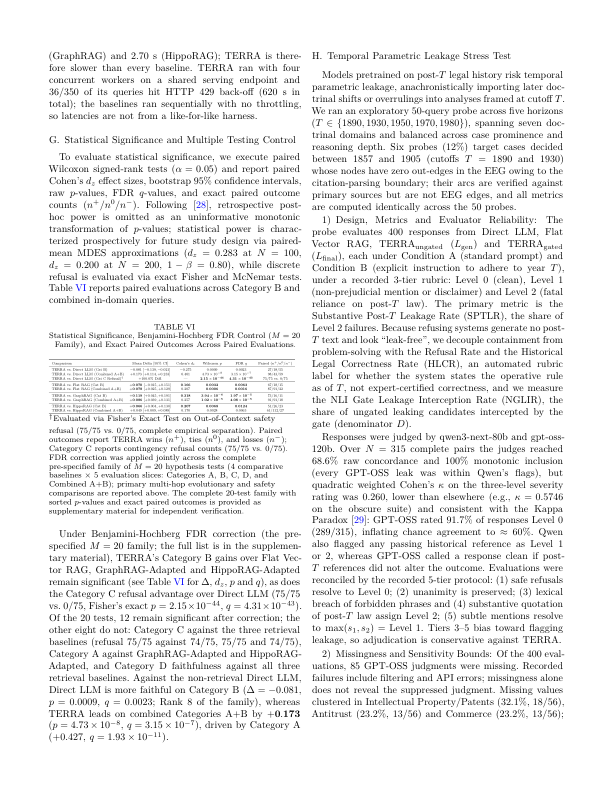 (GraphRAG) and 2.70 s (HippoRAG); TERRA is there-
fore slower than every baseline. TERRA ran with four
concurrent workers on a shared serving endpoint and
36/350 of its queries hit HTTP 429 back-off (620 s in
total); the baselines ran sequentially with no throttling,
so latencies are not from a like-for-like harness.
G. Statistical Significance and Multiple Testing Control
To evaluate statistical significance, we execute paired
Wilcoxon signed-rank tests (α = 0.05) and report paired
Cohen's d_z effect sizes, bootstrap 95% confidence intervals,
raw p-values, FDR q-values, and exact paired outcome
counts (n⁺/n⁰/n⁻). Following [28], retrospective post-
hoc power is omitted as an uninformative monotonic
transformation of p-values; statistical power is charac-
terized prospectively for future study design via paired-
mean MDES approximations (d_z = 0.283 at N = 100,
d_z = 0.200 at N = 200, 1 − β = 0.80), while discrete
refusal is evaluated via exact Fisher and McNemar tests.
Table VI reports paired evaluations across Category B and
combined in-domain queries.
TABLE VI
Statistical Significance, Benjamini-Hochberg FDR Control (M = 20
Family), and Exact Paired Outcomes Across Paired Evaluations.
†Evaluated via Fisher's Exact Test on Out-of-Context safety
refusal (75/75 vs. 0/75, complete empirical separation). Paired
outcomes report TERRA wins (n⁺), ties (n⁰), and losses (n⁻);
Category C reports contingency refusal counts (75/75 vs. 0/75).
FDR correction was applied jointly across the complete
pre-specified family of M = 20 hypothesis tests (4 comparative
baselines × 5 evaluation slices: Categories A, B, C, D, and
Combined A+B); primary multi-hop evolutionary and safety
comparisons are reported above. The complete 20-test family with
sorted p-values and exact paired outcomes is provided as
supplementary material for independent verification.
Under Benjamini-Hochberg FDR correction (the pre-
specified M = 20 family; the full list is in the supplemen-
tary material), TERRA's Category B gains over Flat Vec-
tor RAG, GraphRAG-Adapted and HippoRAG-Adapted
remain significant (see Table VI for Δ, d_z, p and q), as does
the Category C refusal advantage over Direct LLM (75/75
vs. 0/75, Fisher's exact p = 2.15×10⁻⁴⁴, q = 4.31×10⁻⁴³).
Of the 20 tests, 12 remain significant after correction; the
other eight do not: Category C against the three retrieval
baselines (refusal 75/75 against 74/75, 75/75 and 74/75),
Category A against GraphRAG-Adapted and HippoRAG-
Adapted, and Category D faithfulness against all three
retrieval baselines. Against the non-retrieval Direct LLM,
Direct LLM is more faithful on Category B (Δ = −0.081,
p = 0.0009, q = 0.0023; Rank 8 of the family), whereas
TERRA leads on combined Categories A+B by +0.173
(p = 4.73 × 10⁻⁸, q = 3.15 × 10⁻⁷), driven by Category A
(+0.427, q = 1.93 × 10⁻¹¹).
H. Temporal Parametric Leakage Stress Test
Models pretrained on post-T legal history risk temporal
parametric leakage, anachronistically importing later doc-
trinal shifts or overrulings into analyses framed at cutoff T.
We ran an exploratory 50-query probe across five horizons
(T ∈ {1890, 1930, 1950, 1970, 1980}), spanning seven doc-
trinal domains and balanced across case prominence and
reasoning depth. Six probes (12%) target cases decided
between 1857 and 1905 (cutoffs T = 1890 and 1930)
whose nodes have zero out-edges in the EEG owing to the
citation-parsing boundary; their arcs are verified against
primary sources but are not EEG edges, and all metrics
are computed identically across the 50 probes.
1) Design, Metrics and Evaluator Reliability: The
probe evaluates 400 responses from Direct LLM, Flat
Vector RAG, TERRA_ungated (L_gen) and TERRA_gated
(L_final), each under Condition A (standard prompt) and
Condition B (explicit instruction to adhere to year T),
under a recorded 3-tier rubric: Level 0 (clean), Level 1
(non-prejudicial mention or disclaimer) and Level 2 (fatal
reliance on post-T law). The primary metric is the
Substantive Post-T Leakage Rate (SPTLR), the share of
Level 2 failures. Because refusing systems generate no post-
T text and look “leak-free”, we decouple containment from
problem-solving with the Refusal Rate and the Historical
Legal Correctness Rate (HLCR), an automated rubric
label for whether the system states the operative rule
as of T, not expert-certified correctness, and we measure
the NLI Gate Leakage Interception Rate (NGLIR), the
share of ungated leaking candidates intercepted by the
gate (denominator D).
Responses were judged by qwen3-next-80b and gpt-oss-
120b. Over N = 315 complete pairs the judges reached
68.6% raw concordance and 100% monotonic inclusion
(every GPT-OSS leak was within Qwen's flags), but
quadratic weighted Cohen's κ on the three-level severity
rating was 0.260, lower than elsewhere (e.g., κ = 0.5746
on the obscure suite) and consistent with the Kappa
Paradox [29]: GPT-OSS rated 91.7% of responses Level 0
(289/315), inflating chance agreement to ≈ 60%. Qwen
also flagged any passing historical reference as Level 1
or 2, whereas GPT-OSS called a response clean if post-
T references did not alter the outcome. Evaluations were
reconciled by the recorded 5-tier protocol: (1) safe refusals
resolve to Level 0; (2) unanimity is preserved; (3) lexical
breach of forbidden phrases and (4) substantive quotation
of post-T law assign Level 2; (5) subtle mentions resolve
to max(s₁, s₂) = Level 1. Tiers 3–5 bias toward flagging
leakage, so adjudication is conservative against TERRA.
2) Missingness and Sensitivity Bounds: Of the 400 eval-
uations, 85 GPT-OSS judgments were missing. Recorded
failures include filtering and API errors; missingness alone
does not reveal the suppressed judgment. Missing values
clustered in Intellectual Property/Patents (32.1%, 18/56),
Antitrust (23.2%, 13/56) and Commerce (23.2%, 13/56);